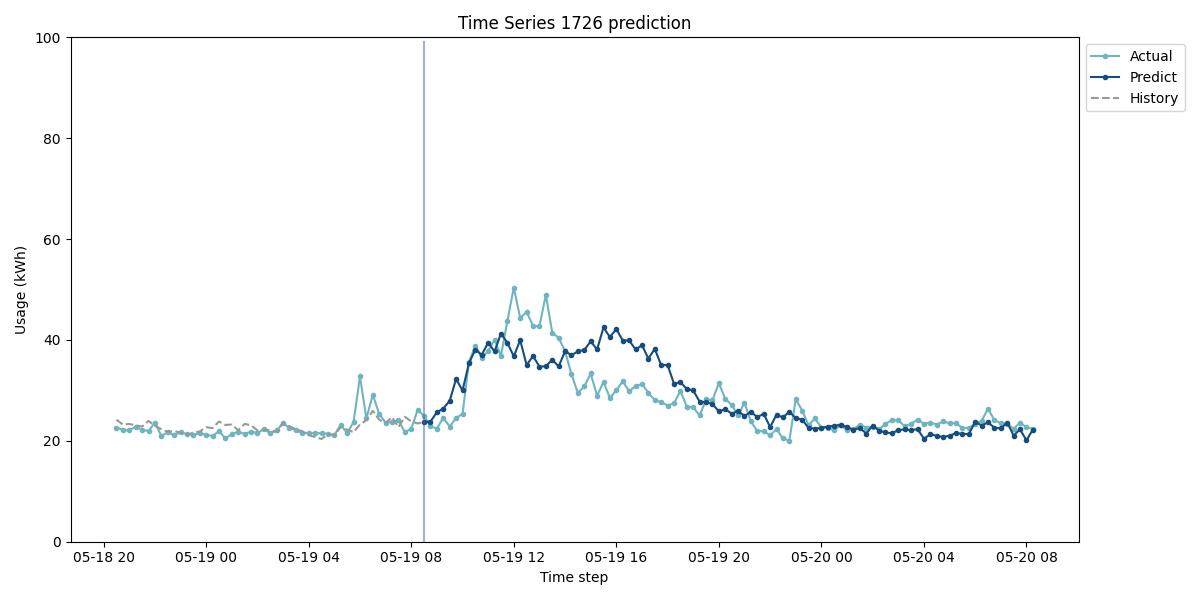 Time Series 1726 prediction
100
80
60
40
20
0
Usage (kWh)
05-18 20 05-19 00 05-19 04 05-19 08 05-19 12 05-19 16 05-19 20 05-20 00 05-20 04 05-20 08
Time step
Actual
Predict
History